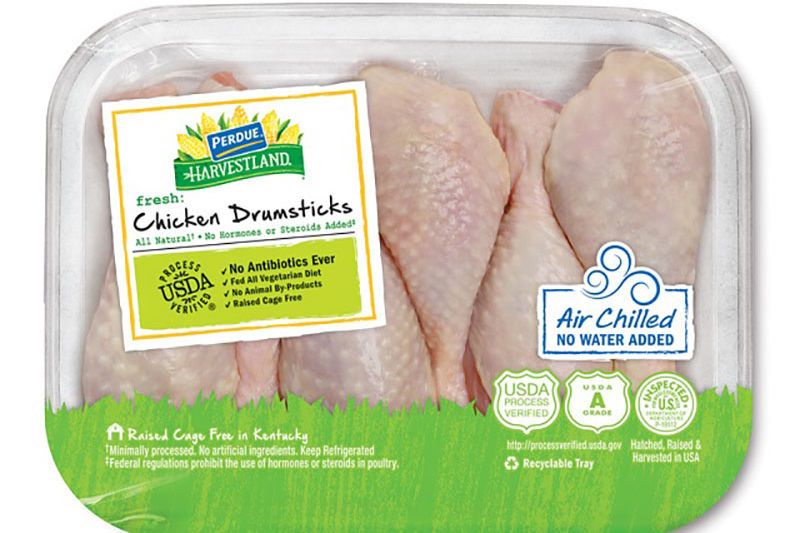 PERDUE®
HARVESTLAND®
fresh:
Chicken Drumsticks
All Natural† • No Hormones or Steroids Added‡
PROCESS
USDA
VERIFIED®
✓ No Antibiotics Ever
✓ Fed All Vegetarian Diet
✓ No Animal By-Products
✓ Raised Cage Free
Air Chilled
NO WATER ADDED
USDA
PROCESS
VERIFIED
USDA
A
GRADE
INSPECTED
U.S.
DEPARTMENT OF
AGRICULTURE
Raised Cage Free in Kentucky
†Minimally processed. No artificial ingredients. Keep Refrigerated
‡Federal regulations prohibit the use of hormones or steroids in poultry.
http://processverified.usda.gov
Recyclable Tray
Hatched, Raised &
Harvested in USA